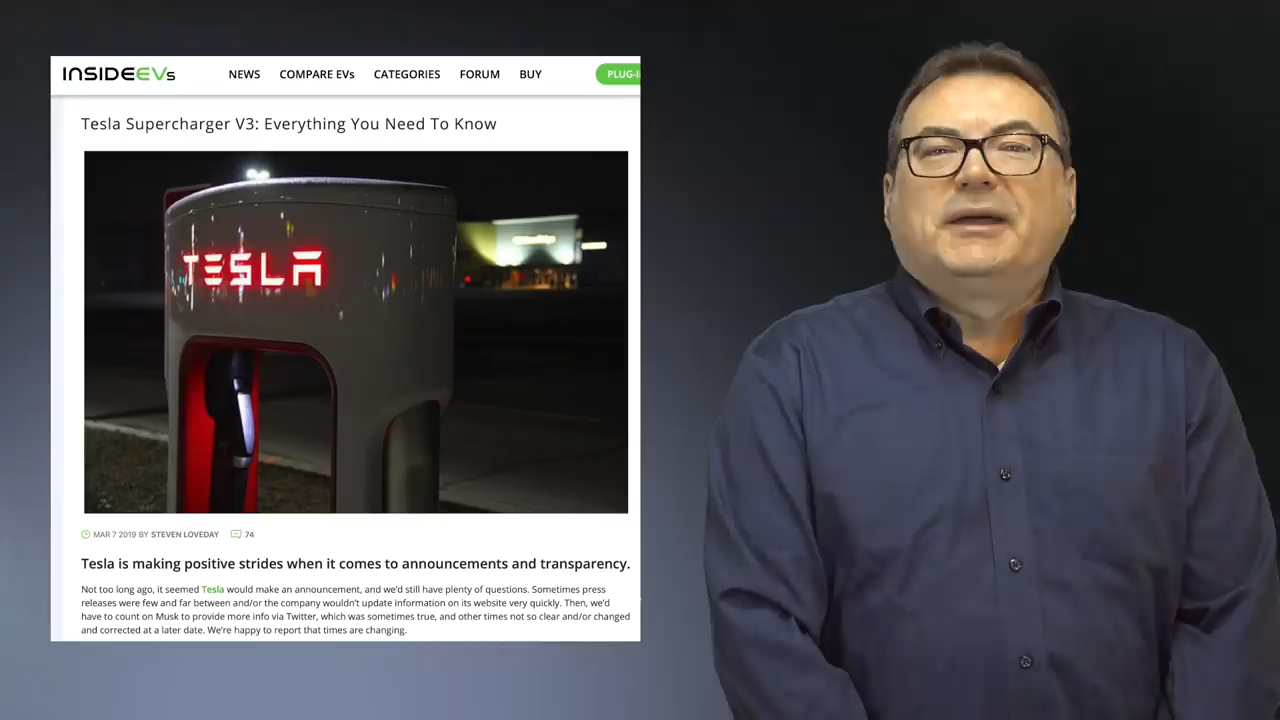 INSIDEEVs
NEWS COMPARE EVs CATEGORIES FORUM BUY
Tesla Supercharger V3: Everything You Need To Know
TESLA
MAR 7 2019 BY STEVEN LOVEDAY 74
Tesla is making positive strides when it comes to announcements and transparency.
Not too long ago, it seemed Tesla would make an announcement, and we'd still have plenty of questions. Sometimes press
releases were few and far between and/or the company wouldn't update information on its website very quickly. Then, we'd
have to count on Musk to provide more info via Twitter, which was sometimes true, and other times not so clear and/or changed
and corrected at a later date. We're happy to report that times are changing.